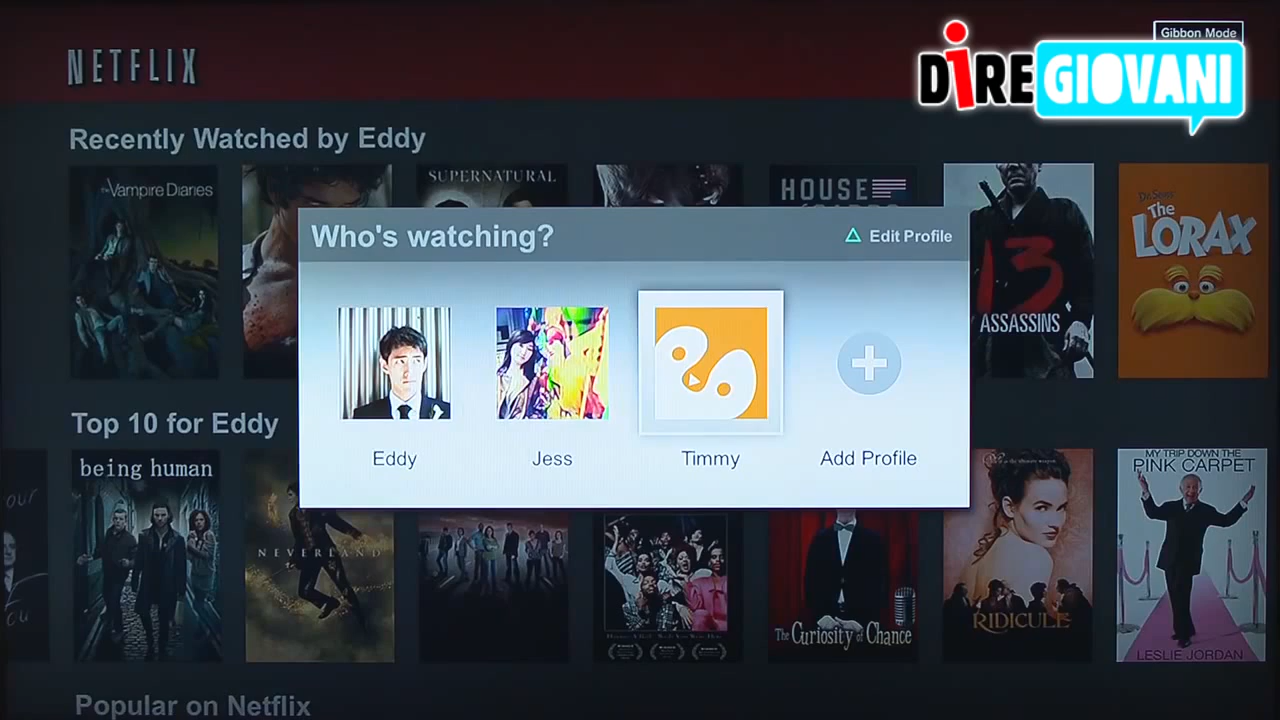 NETFLIX
Gibbon Mode
DiRE GIOVANI
Recently Watched by Eddy
the Vampire Diaries
SUPERNATURAL
HOUSE
13
ASSASSINS
Dr. Seuss'
The
LORAX
Who's watching?
Edit Profile
Eddy
Jess
Timmy
Add Profile
Top 10 for Eddy
being human
NEVERLAND
The Curiosity of Chance
RIDICULE
MY TRIP DOWN THE
PINK CARPET
LESLIE JORDAN
Popular on Netflix